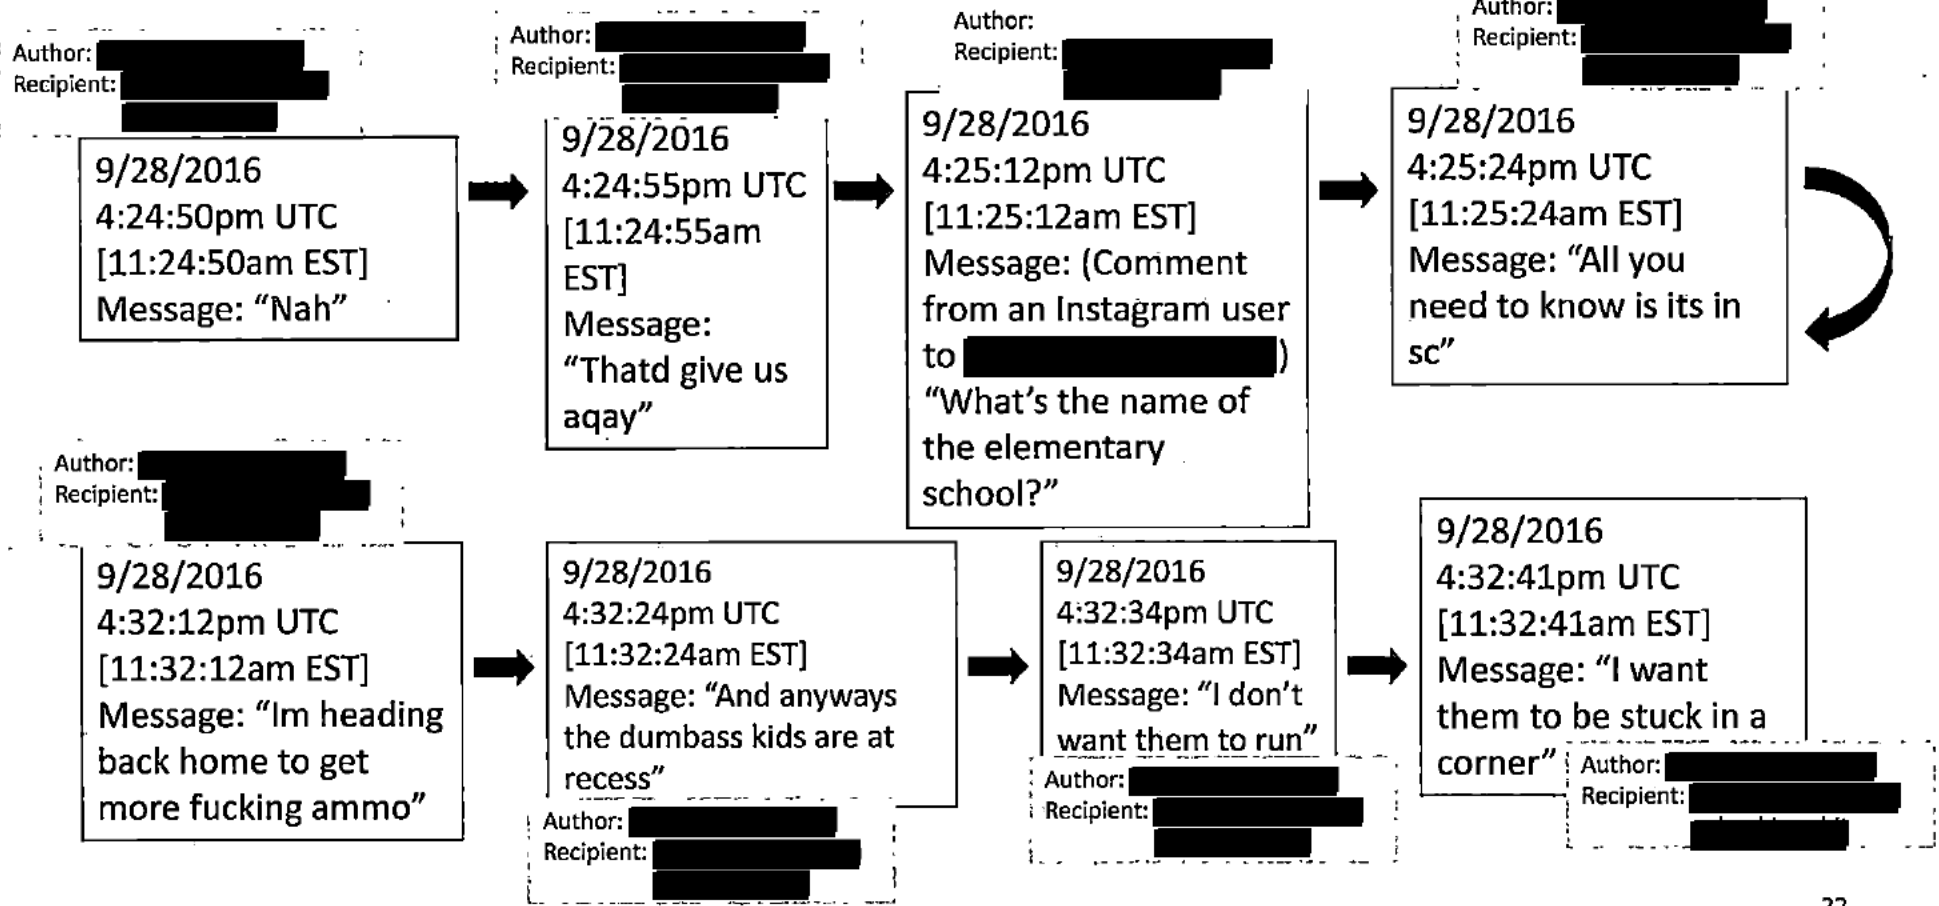 Author:
Recipient:
9/28/2016
4:24:50pm UTC
[11:24:50am EST]
Message: “Nah”
Author:
Recipient:
9/28/2016
4:24:55pm UTC
[11:24:55am
EST]
Message:
“Thatd give us
aqay”
Author:
Recipient:
9/28/2016
4:25:12pm UTC
[11:25:12am EST]
Message: (Comment
from an Instagram user
to )
“What’s the name of
the elementary
school?”
Author:
Recipient:
9/28/2016
4:25:24pm UTC
[11:25:24am EST]
Message: “All you
need to know is its in
sc”
Author:
Recipient:
9/28/2016
4:32:12pm UTC
[11:32:12am EST]
Message: “Im heading
back home to get
more fucking ammo”
9/28/2016
4:32:24pm UTC
[11:32:24am EST]
Message: “And anyways
the dumbass kids are at
recess”
Author:
Recipient:
9/28/2016
4:32:34pm UTC
[11:32:34am EST]
Message: “I don’t
want them to run”
Author:
Recipient:
9/28/2016
4:32:41pm UTC
[11:32:41am EST]
Message: “I want
them to be stuck in a
corner”
Author:
Recipient: